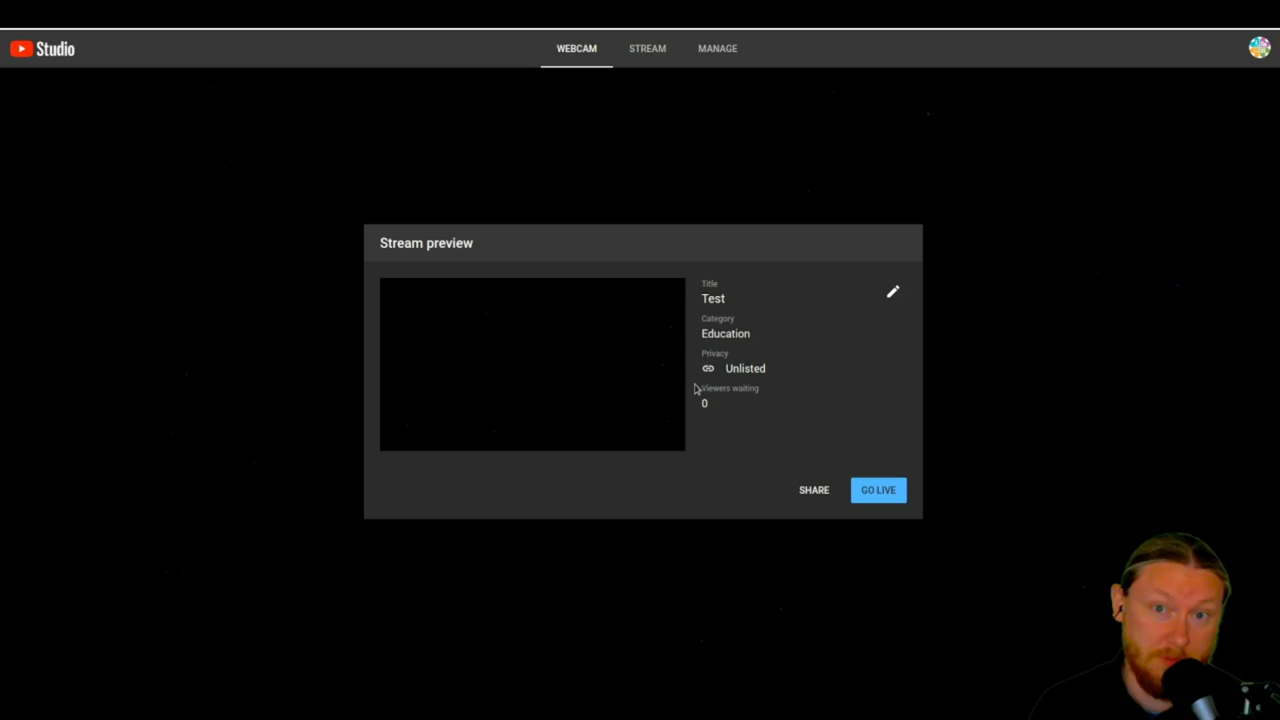 Studio
WEBCAM
STREAM
MANAGE
Stream preview
Title
Test
Category
Education
Privacy
Unlisted
Viewers waiting
0
SHARE
GO LIVE